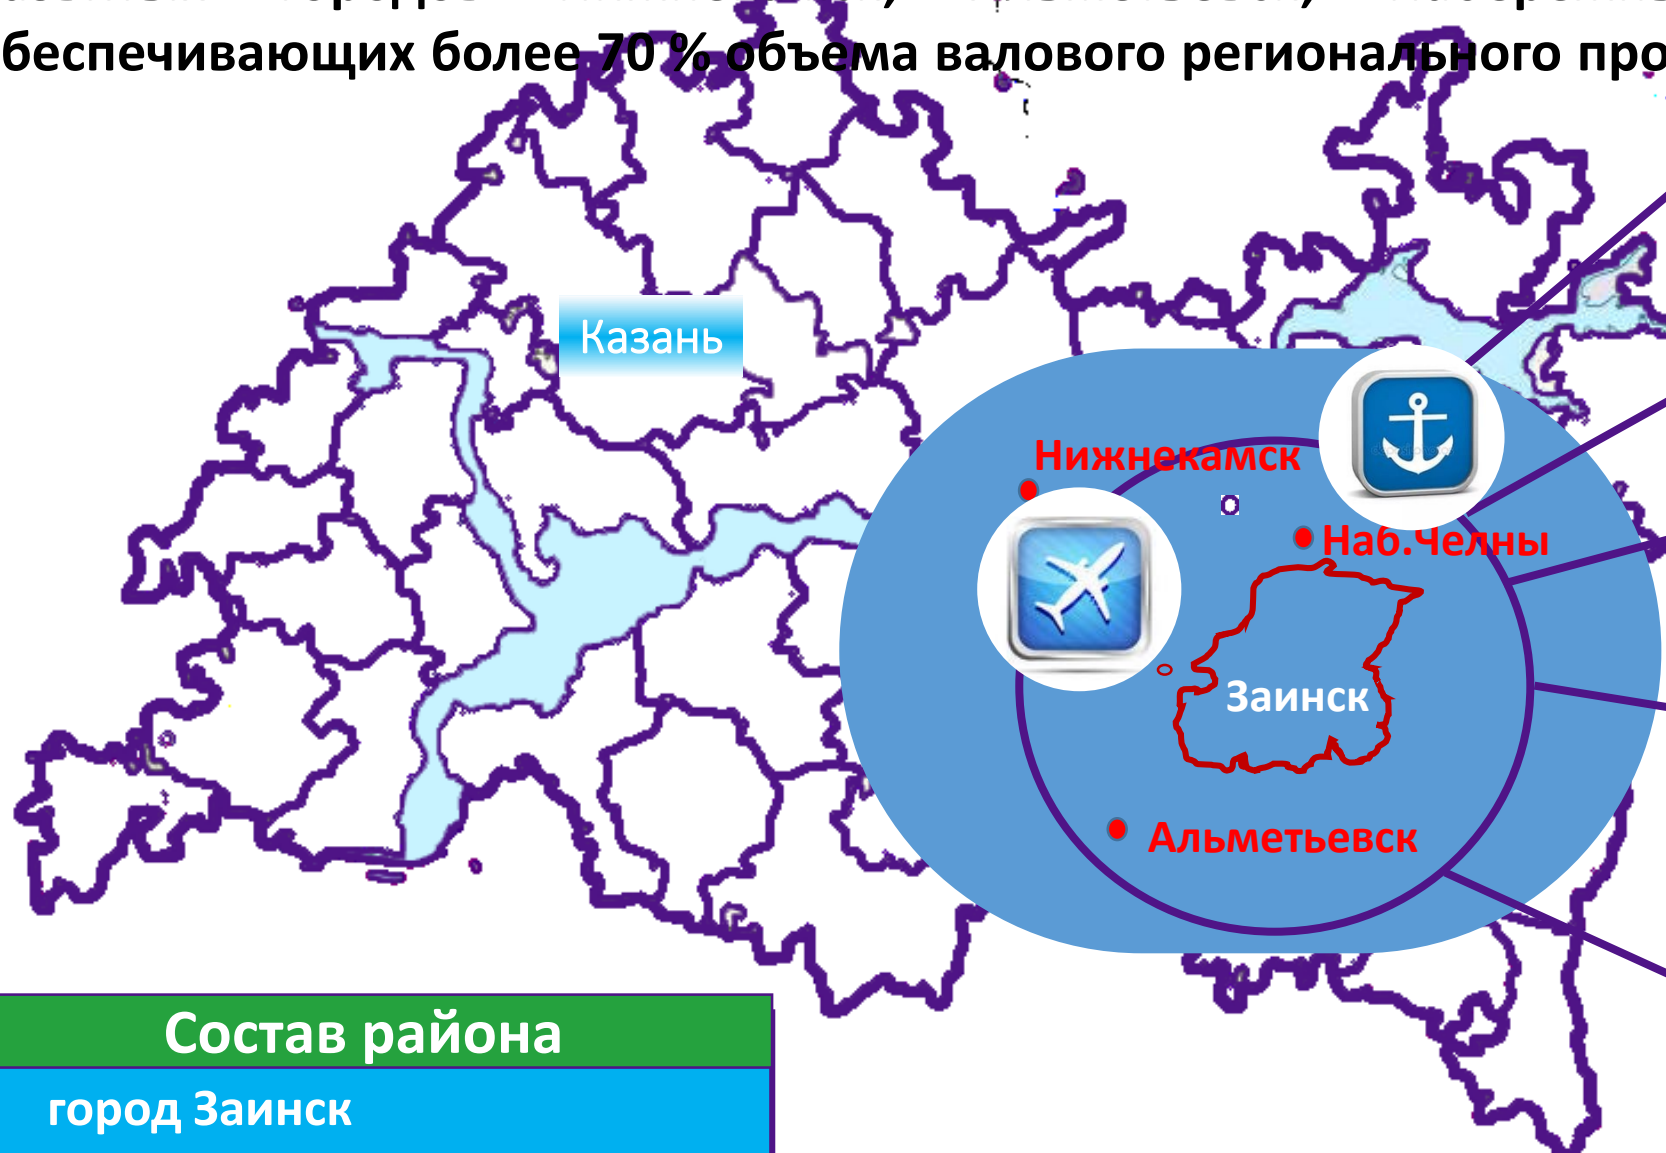 беспечивающих более 70 % объема валового регионального про
Казань
Нижнекамск
Наб.Челны
Заинск
Альметьевск
Состав района
город Заинск